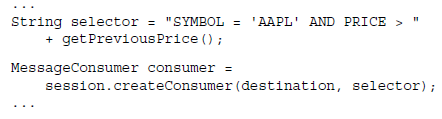 ...
String selector = "SYMBOL = 'AAPL' AND PRICE > "
    + getPreviousPrice();
MessageConsumer consumer =
    session.createConsumer(destination, selector);
...